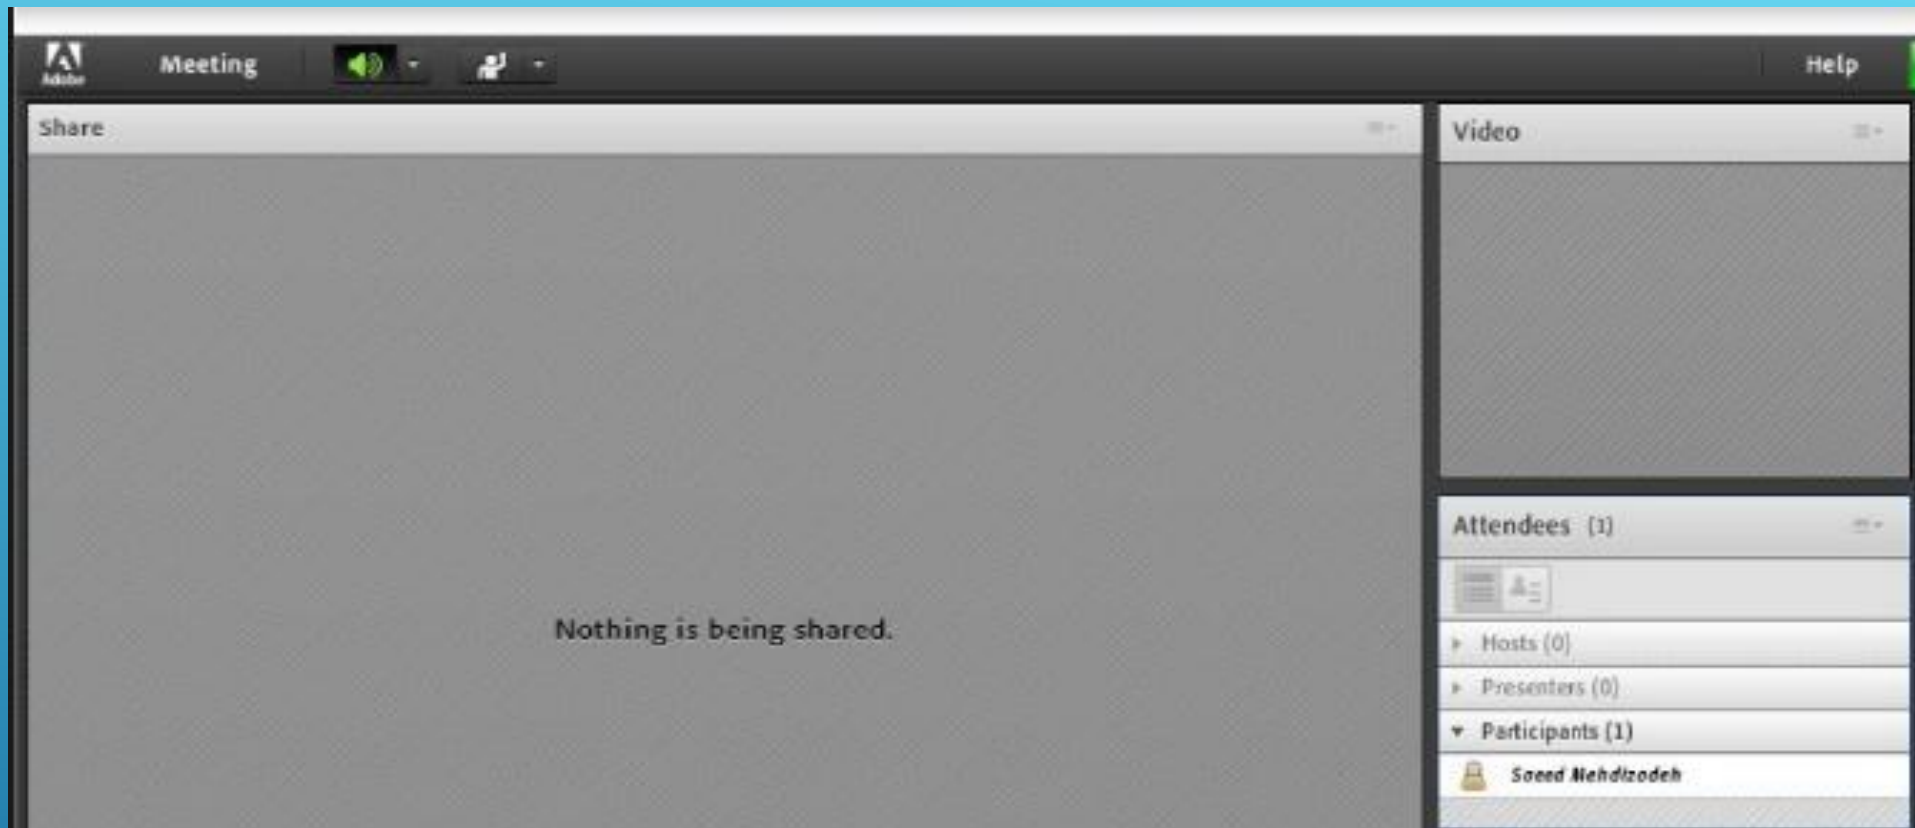 Adobe
Meeting
Help
Share
Video
Nothing is being shared.
Attendees (1)
Hosts (0)
Presenters (0)
Participants (1)
Saeed Mehdizadeh